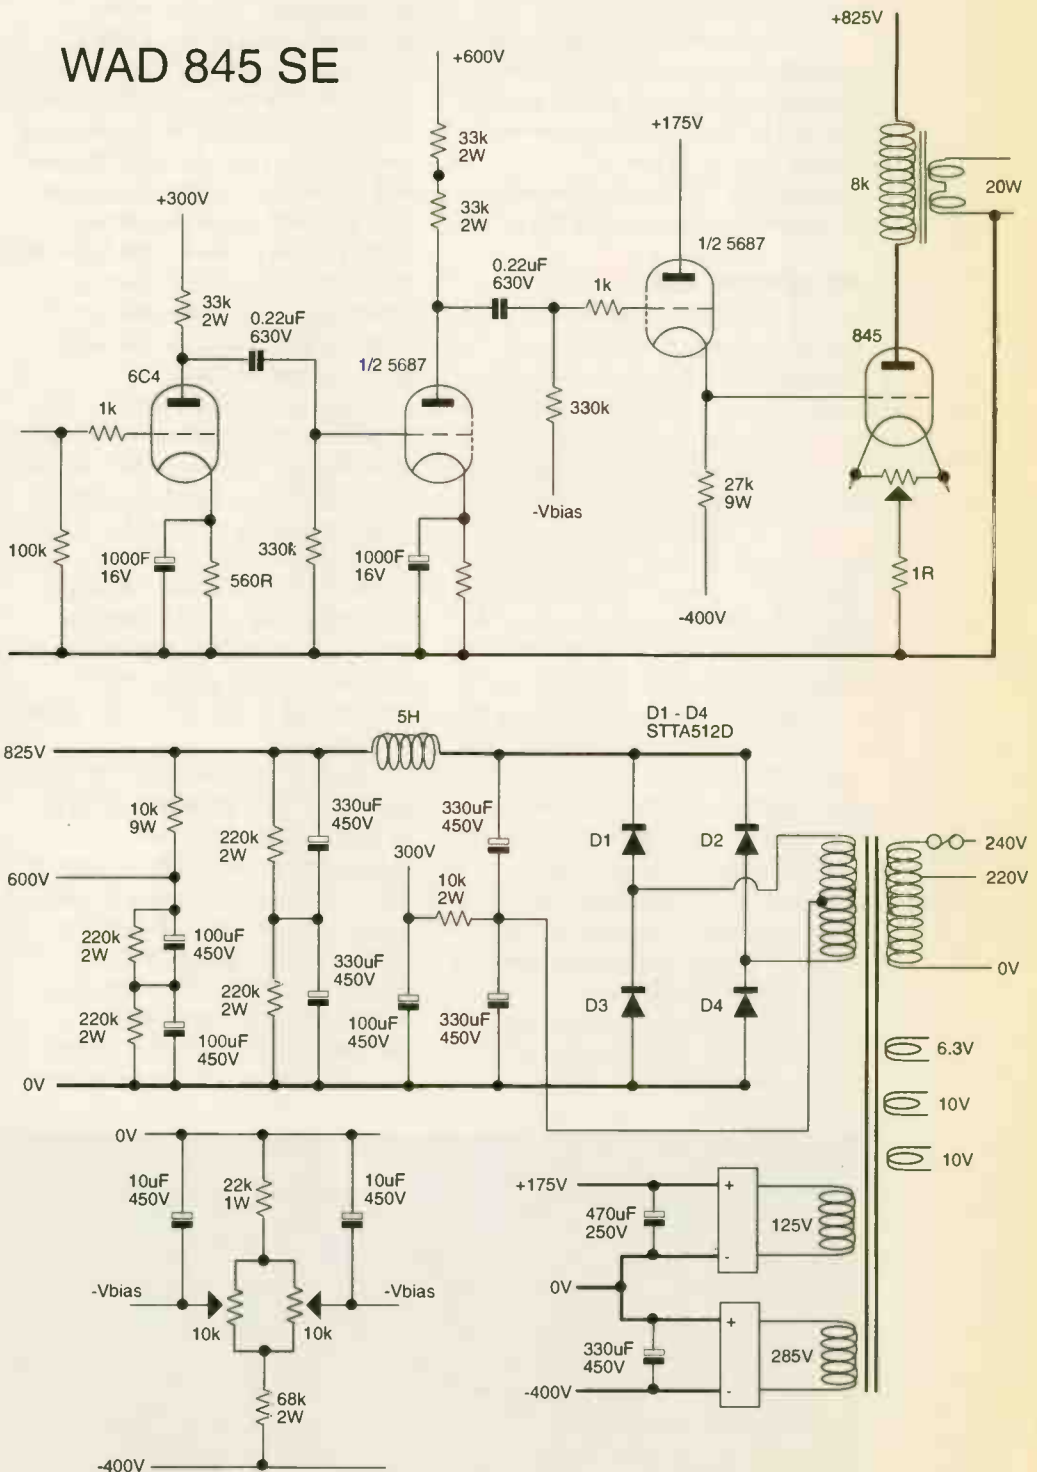 WAD 845 SE
+825V
+600V
33k
2W
+175V
8k
20W
+300V
33k
2W
1/2 5687
0.22uF
630V
1k
33k
2W
0.22uF
630V
845
1/2 5687
6C4
1k
330k
27k
9W
-Vbias
100k
1000F
16V
560R
330k
1000F
16V
1R
-400V
5H
D1 - D4
STTA512D
825V
10k
9W
220k
2W
330uF
450V
330uF
450V
300V
D1
D2
240V
10k
2W
600V
220V
220k
2W
100uF
450V
330uF
450V
0V
220k
2W
220k
2W
100uF
450V
100uF
450V
330uF
450V
D3
D4
6.3V
0V
10V
0V
10V
10uF
450V
22k
1W
10uF
450V
+175V
+
470uF
250V
125V
-
0V
-Vbias
-Vbias
10k
10k
+
330uF
450V
285V
-400V
-
68k
2W
-400V